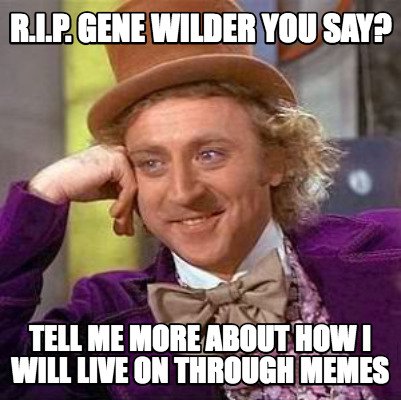 R.I.P. GENE WILDER YOU SAY?
TELL ME MORE ABOUT HOW I
WILL LIVE ON THROUGH MEMES